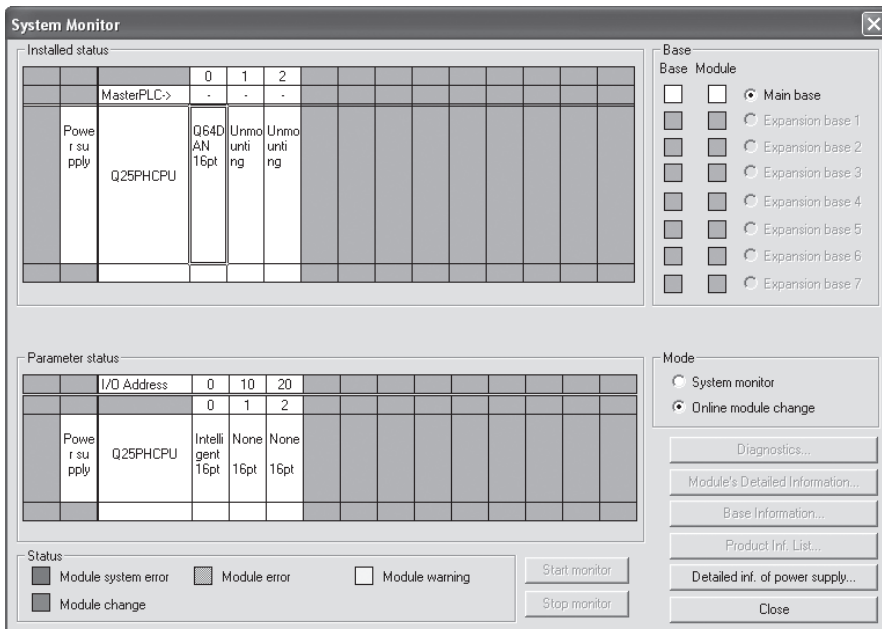 System Monitor
Installed status
0 1 2
MasterPLC-> - - -
Powe
r su
pply
Q25PHCPU
Q64D
AN
16pt
Unmo
unti
ng
Unmo
unti
ng
Base
Base Module
Main base
Expansion base 1
Expansion base 2
Expansion base 3
Expansion base 4
Expansion base 5
Expansion base 6
Expansion base 7
Parameter status
I/O Address 0 10 20
0 1 2
Powe
r su
pply
Q25PHCPU
Intelli
gent
16pt
None
16pt
None
16pt
Mode
System monitor
Online module change
Diagnostics...
Module's Detailed Information...
Base Information...
Product Inf. List...
Detailed inf. of power supply...
Close
Status
Module system error Module error Module warning
Module change
Start monitor
Stop monitor